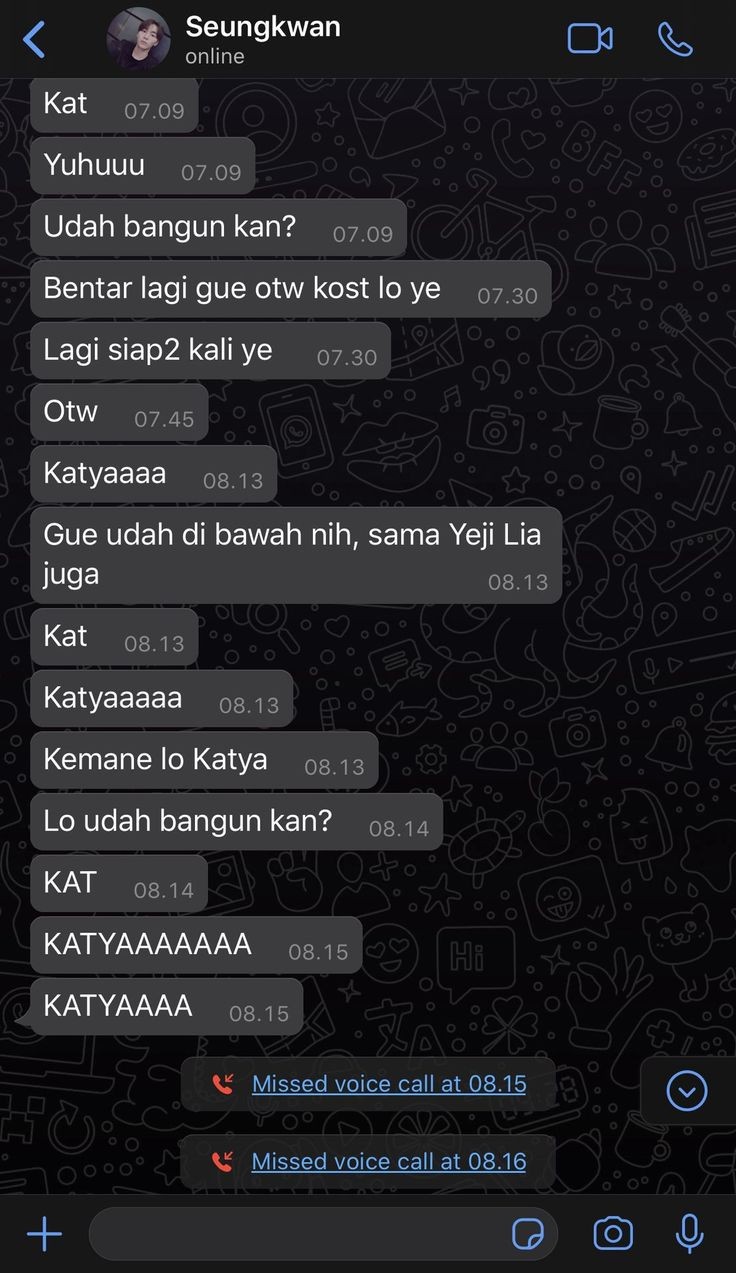 Seungkwan
online
Kat 07.09
Yuhuuu 07.09
Udah bangun kan? 07.09
Bentar lagi gue otw kost lo ye 07.30
Lagi siap2 kali ye 07.30
Otw 07.45
Katyaaaa 08.13
Gue udah di bawah nih, sama Yeji Lia
juga 08.13
Kat 08.13
Katyaaaaa 08.13
Kemane lo Katya 08.13
Lo udah bangun kan? 08.14
KAT 08.14
KATYAAAAAAA 08.15
KATYAAAA 08.15
Missed voice call at 08.15
Missed voice call at 08.16
BFF
Hi